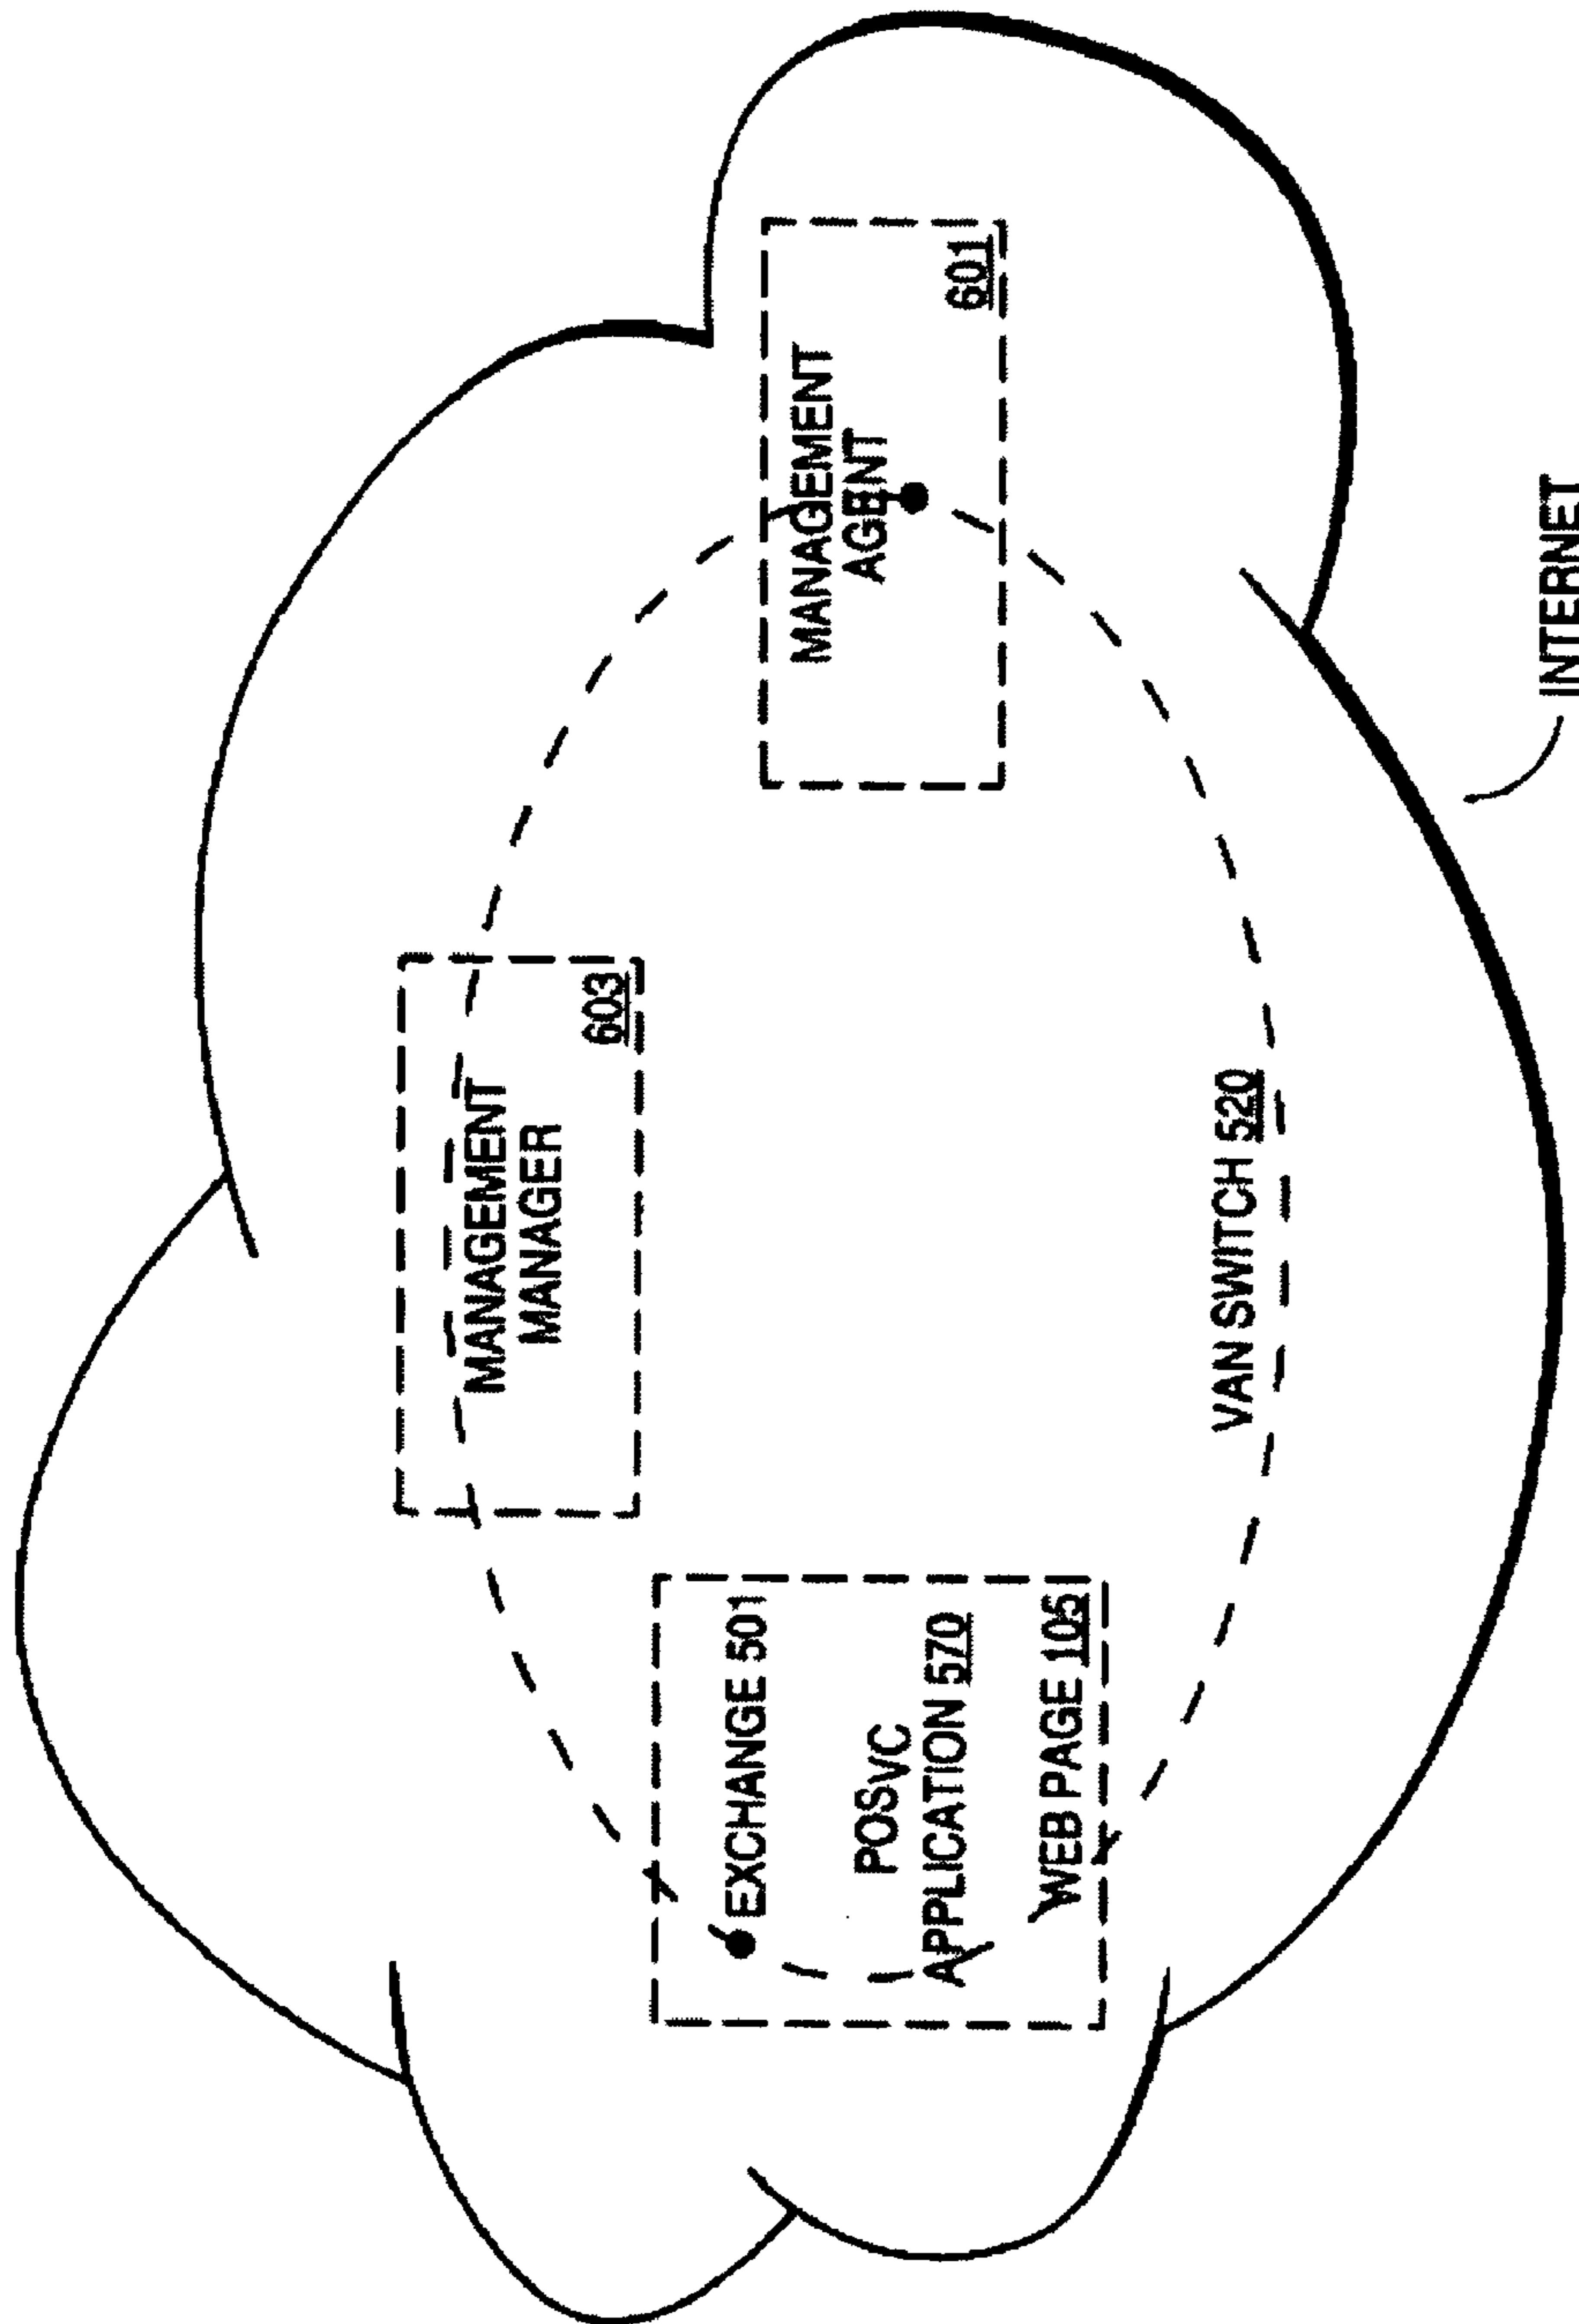 MANAGEMENT
MANAGER
603
EXCHANGE 501
POSVC
APPLICATION 570
WEB PAGE 105
MANAGEMENT
AGENT
601
VAN SWITCH 520
INTERNET